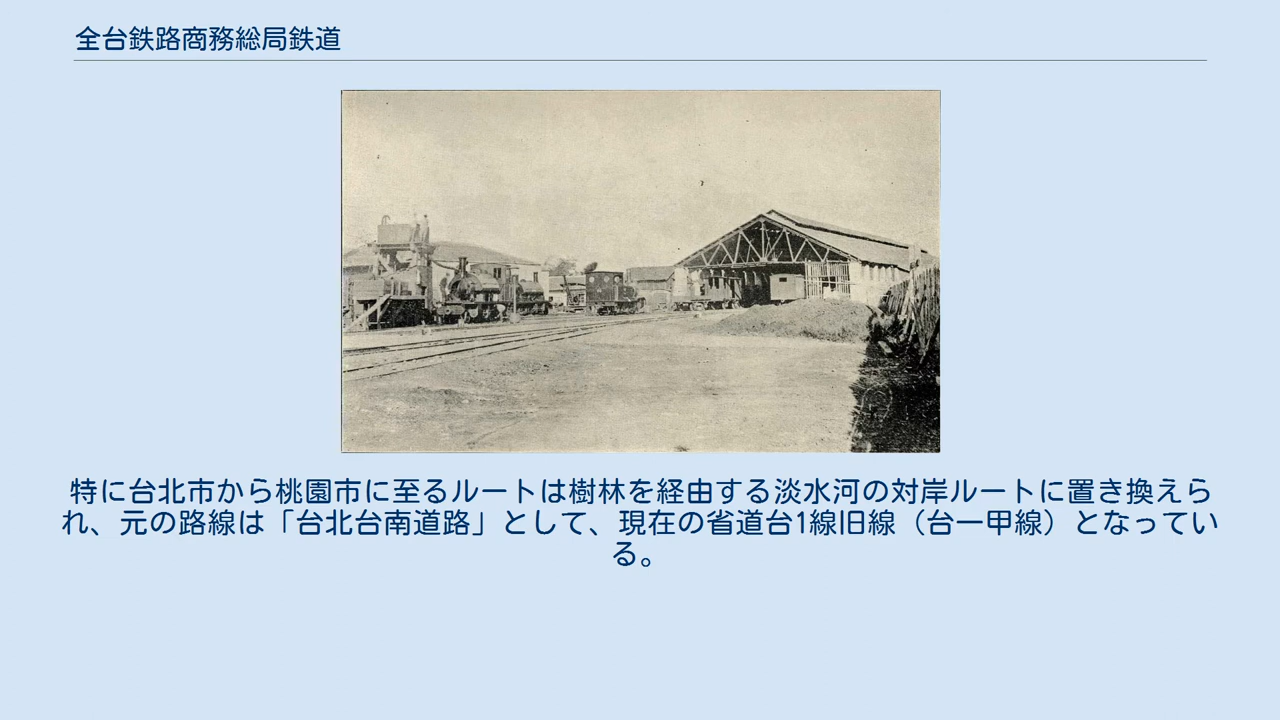 全台鉄路商務総局鉄道
特に台北市から桃園市に至るルートは樹林を経由する淡水河の対岸ルートに置き換えら
れ、元の路線は「台北台南道路」として、現在の省道台1線旧線（台一甲線）となってい
る。